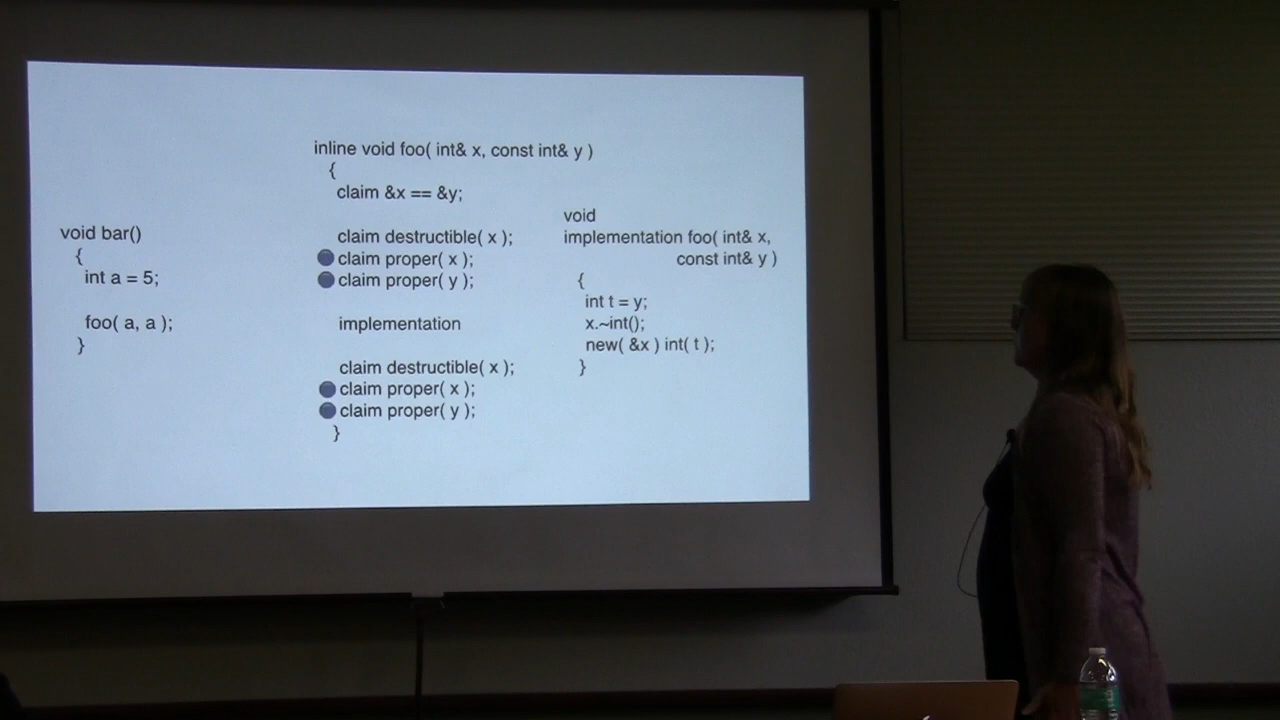 void bar()
{
int a = 5;
foo( a, a );
}
inline void foo( int& x, const int& y )
{
claim &x == &y;
claim destructible( x );
claim proper( x );
claim proper( y );
implementation
claim destructible( x );
claim proper( x );
claim proper( y );
}
void
implementation foo( int& x,
const int& y )
{
int t = y;
x.~int();
new( &x ) int( t );
}